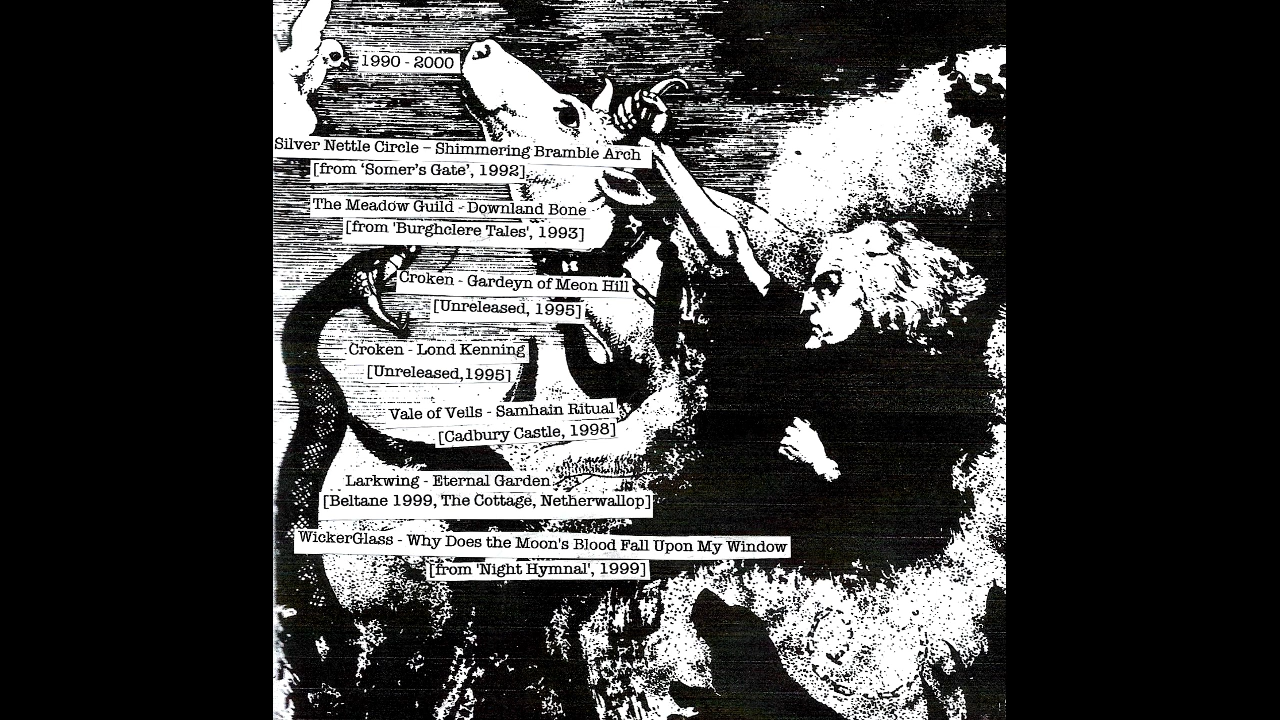 1990 - 2000
Silver Nettle Circle – Shimmering Bramble Arch
[from ‘Somer's Gate’, 1992]
The Meadow Guild - Downland Bone
[from 'Burghclere Tales', 1993]
Croken - Gardeyn of Meon Hill
[Unreleased, 1995]
Croken - Lond Kenning
[Unreleased,1995]
Vale of Veils - Samhain Ritual
[Cadbury Castle, 1998]
Larkwing - Eternal Garden
[Beltane 1999, The Cottage, Netherwallop]
WickerGlass - Why Does the Moon's Blood Fall Upon My Window
[from 'Night Hymnal', 1999]